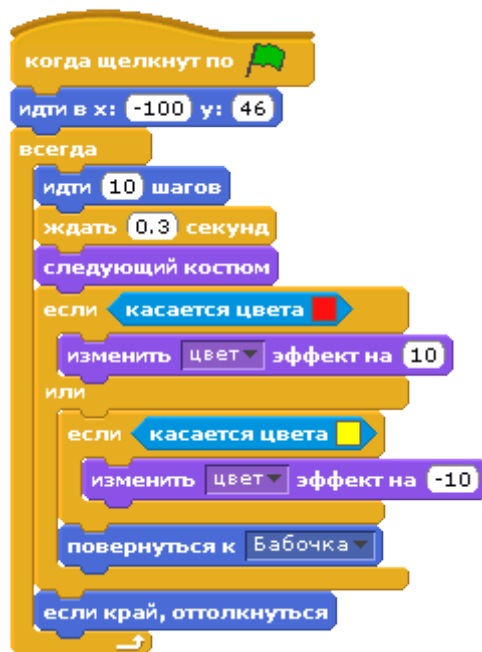 когда щелкнут по
идти в x: -100 y: 46
всегда
идти 10 шагов
ждать 0.3 секунд
следующий костюм
если касается цвета
изменить цвет эффект на 10
или
если касается цвета
изменить цвет эффект на -10
повернуться к Бабочка
если край, оттолкнуться